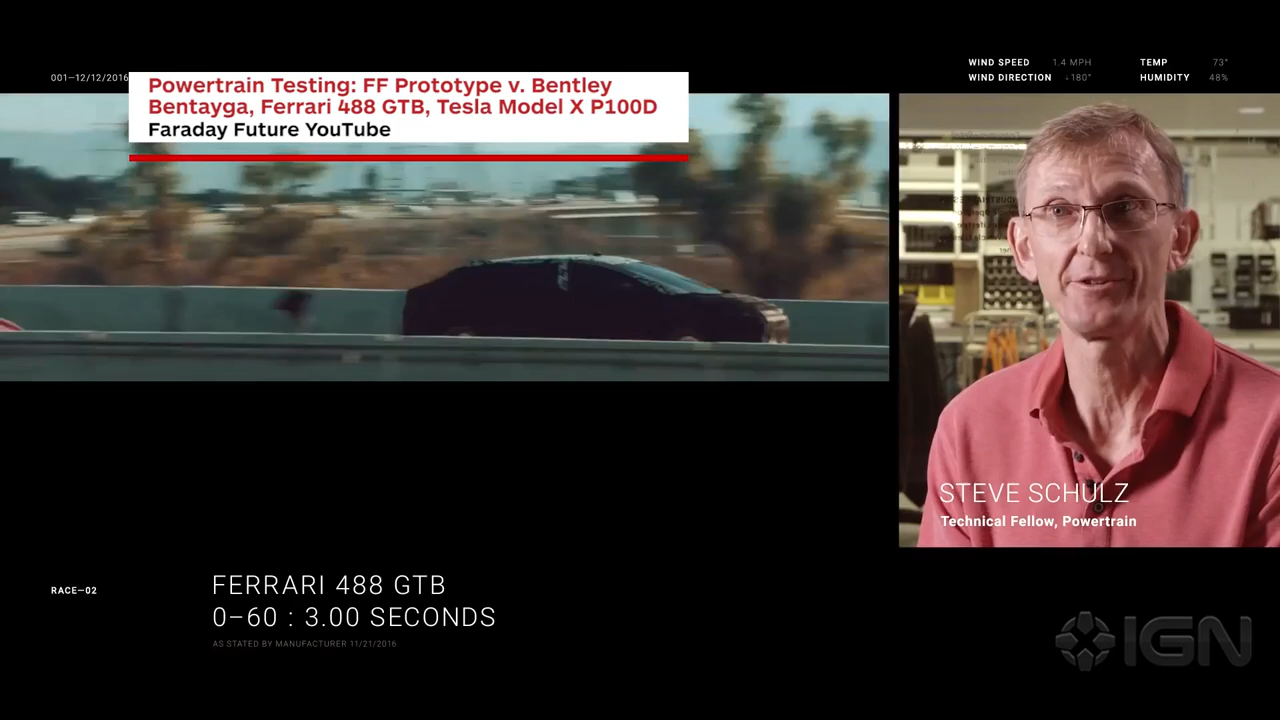 001—12/12/2016
Powertrain Testing: FF Prototype v. Bentley
Bentayga, Ferrari 488 GTB, Tesla Model X P100D
Faraday Future YouTube
WIND SPEED 1.4 MPH
WIND DIRECTION ↓180°
TEMP 73°
HUMIDITY 48%
STEVE SCHULZ
Technical Fellow, Powertrain
RACE—02
FERRARI 488 GTB
0–60 : 3.00 SECONDS
AS STATED BY MANUFACTURER 11/21/2016
IGN